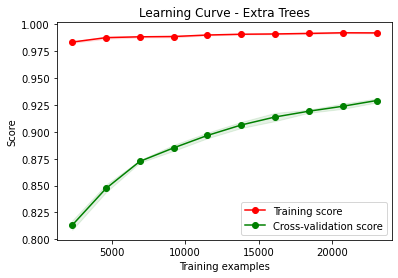 Learning Curve - Extra Trees
1.000
0.975
0.950
0.925
0.900
0.875
0.850
0.825
0.800
Score
Training score
Cross-validation score
5000 10000 15000 20000
Training examples